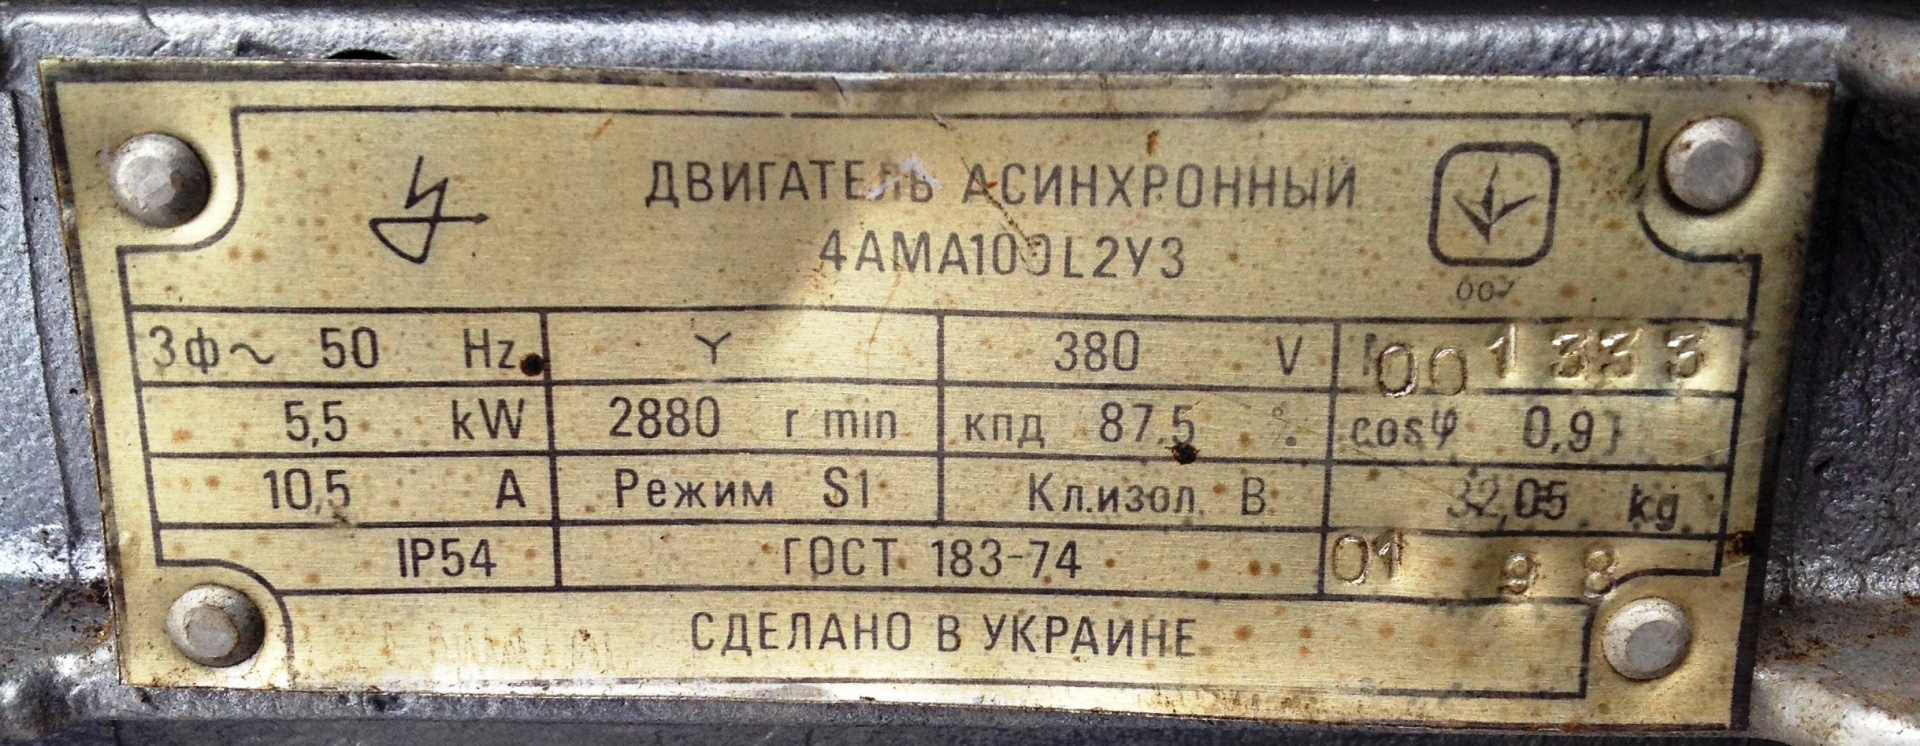 ДВИГАТЕЛЬ АСИНХРОННЫЙ
4АМА100L2У3
007
3ф~ 50 Hz Y 380 V 001333
5,5 kW 2880 r min кпд 87,5 % cosφ 0,91
10,5 A Режим S1 Кл.изол. В 32,05 kg
IP54 ГОСТ 183-74 01 98
СДЕЛАНО В УКРАИНЕ